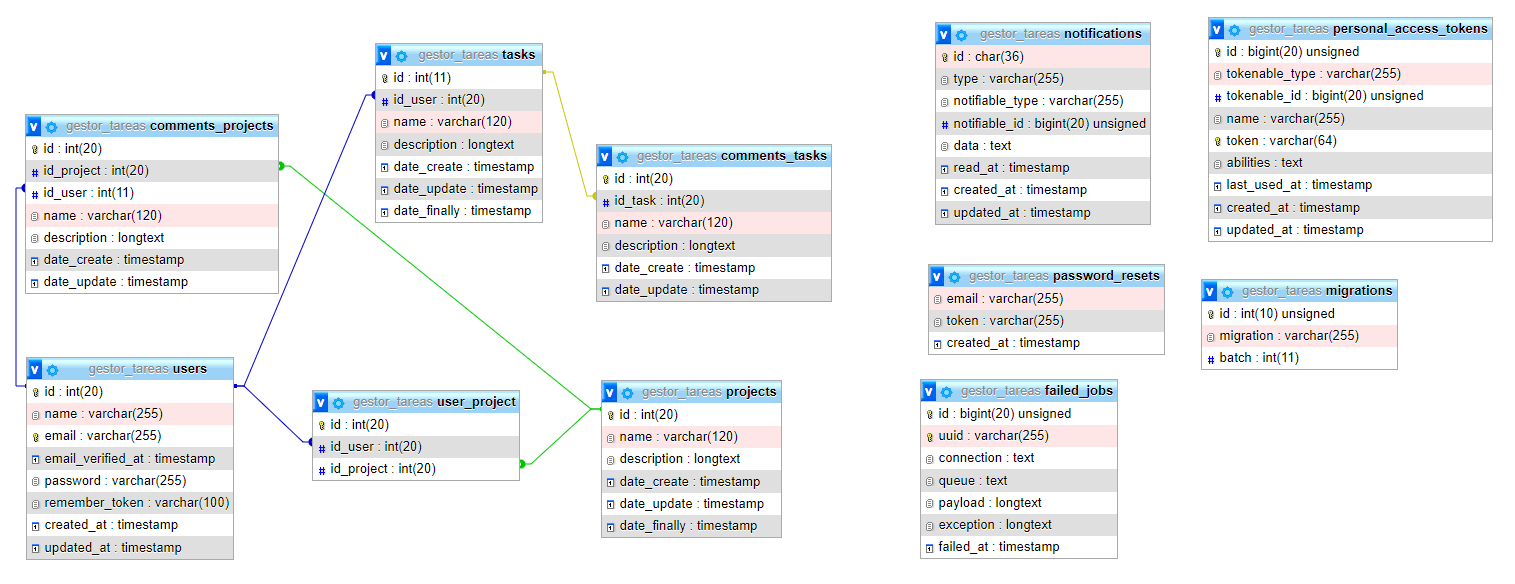 gestor_tareas comments_projects
id : int(20)
id_project : int(20)
id_user : int(11)
name : varchar(120)
description : longtext
date_create : timestamp
date_update : timestamp
gestor_tareas users
id : int(20)
name : varchar(255)
email : varchar(255)
email_verified_at : timestamp
password : varchar(255)
remember_token : varchar(100)
created_at : timestamp
updated_at : timestamp
gestor_tareas tasks
id : int(11)
id_user : int(20)
name : varchar(120)
description : longtext
date_create : timestamp
date_update : timestamp
date_finally : timestamp
gestor_tareas user_project
id : int(20)
id_user : int(20)
id_project : int(20)
gestor_tareas comments_tasks
id : int(20)
id_task : int(20)
name : varchar(120)
description : longtext
date_create : timestamp
date_update : timestamp
gestor_tareas projects
id : int(20)
name : varchar(120)
description : longtext
date_create : timestamp
date_update : timestamp
date_finally : timestamp
gestor_tareas notifications
id : char(36)
type : varchar(255)
notifiable_type : varchar(255)
notifiable_id : bigint(20) unsigned
data : text
read_at : timestamp
created_at : timestamp
updated_at : timestamp
gestor_tareas password_resets
email : varchar(255)
token : varchar(255)
created_at : timestamp
gestor_tareas failed_jobs
id : bigint(20) unsigned
uuid : varchar(255)
connection : text
queue : text
payload : longtext
exception : longtext
failed_at : timestamp
gestor_tareas personal_access_tokens
id : bigint(20) unsigned
tokenable_type : varchar(255)
tokenable_id : bigint(20) unsigned
name : varchar(255)
token : varchar(64)
abilities : text
last_used_at : timestamp
created_at : timestamp
updated_at : timestamp
gestor_tareas migrations
id : int(10) unsigned
migration : varchar(255)
batch : int(11)